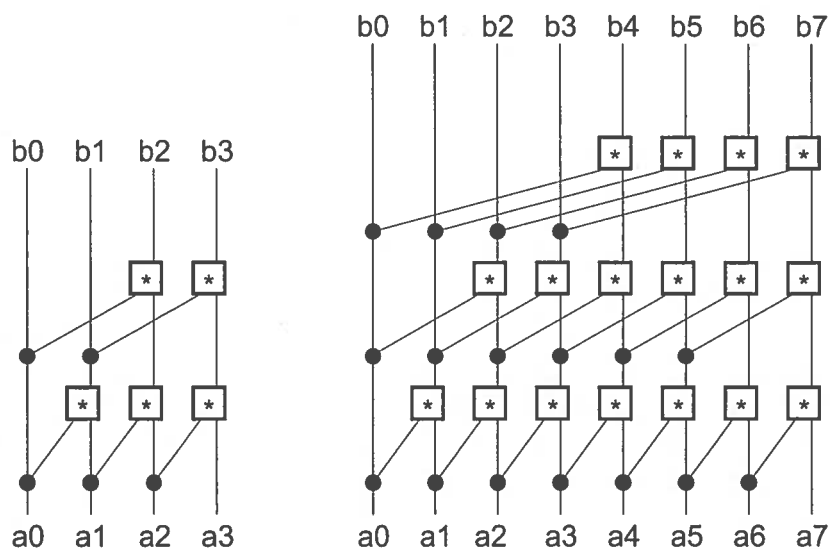 b0 b1 b2 b3 b4 b5 b6 b7
* * * *
b0 b1 b2 b3
* * * * * *
* *
* * * * * * *
* * *
a0 a1 a2 a3
a0 a1 a2 a3 a4 a5 a6 a7